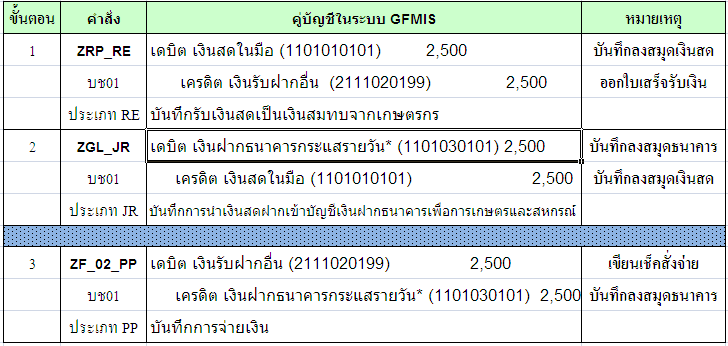 ขั้นตอน คำสั่ง คู่บัญชีในระบบ GFMIS หมายเหตุ
1 ZRP_RE เดบิต เงินสดในมือ (1101010101) 2,500 บันทึกลงสมุดเงินสด
บช01 เครดิต เงินรับฝากอื่น (2111020199) 2,500 ออกใบเสร็จรับเงิน
ประเภท RE บันทึกรับเงินสดเป็นเงินสมทบจากเกษตรกร
2 ZGL_JR เดบิต เงินฝากธนาคารกระแสรายวัน* (1101030101) 2,500 บันทึกลงสมุดธนาคาร
บช01 เครดิต เงินสดในมือ (1101010101) 2,500 บันทึกลงสมุดเงินสด
ประเภท JR บันทึกการนำเงินสดฝากเข้าบัญชีเงินฝากธนาคารเพื่อการเกษตรและสหกรณ์
3 ZF_02_PP เดบิต เงินรับฝากอื่น (2111020199) 2,500 เขียนเช็คสั่งจ่าย
บช01 เครดิต เงินฝากธนาคารกระแสรายวัน* (1101030101) 2,500 บันทึกลงสมุดธนาคาร
ประเภท PP บันทึกการจ่ายเงิน